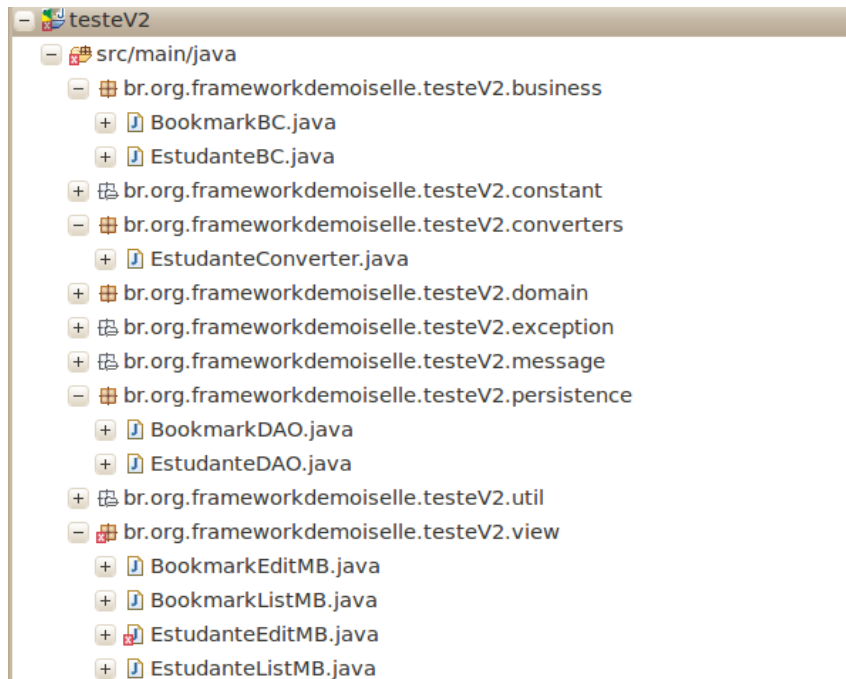 testeV2
src/main/java
br.org.frameworkdemoiselle.testeV2.business
BookmarkBC.java
EstudanteBC.java
br.org.frameworkdemoiselle.testeV2.constant
br.org.frameworkdemoiselle.testeV2.converters
EstudanteConverter.java
br.org.frameworkdemoiselle.testeV2.domain
br.org.frameworkdemoiselle.testeV2.exception
br.org.frameworkdemoiselle.testeV2.message
br.org.frameworkdemoiselle.testeV2.persistence
BookmarkDAO.java
EstudanteDAO.java
br.org.frameworkdemoiselle.testeV2.util
br.org.frameworkdemoiselle.testeV2.view
BookmarkEditMB.java
BookmarkListMB.java
EstudanteEditMB.java
EstudanteListMB.java